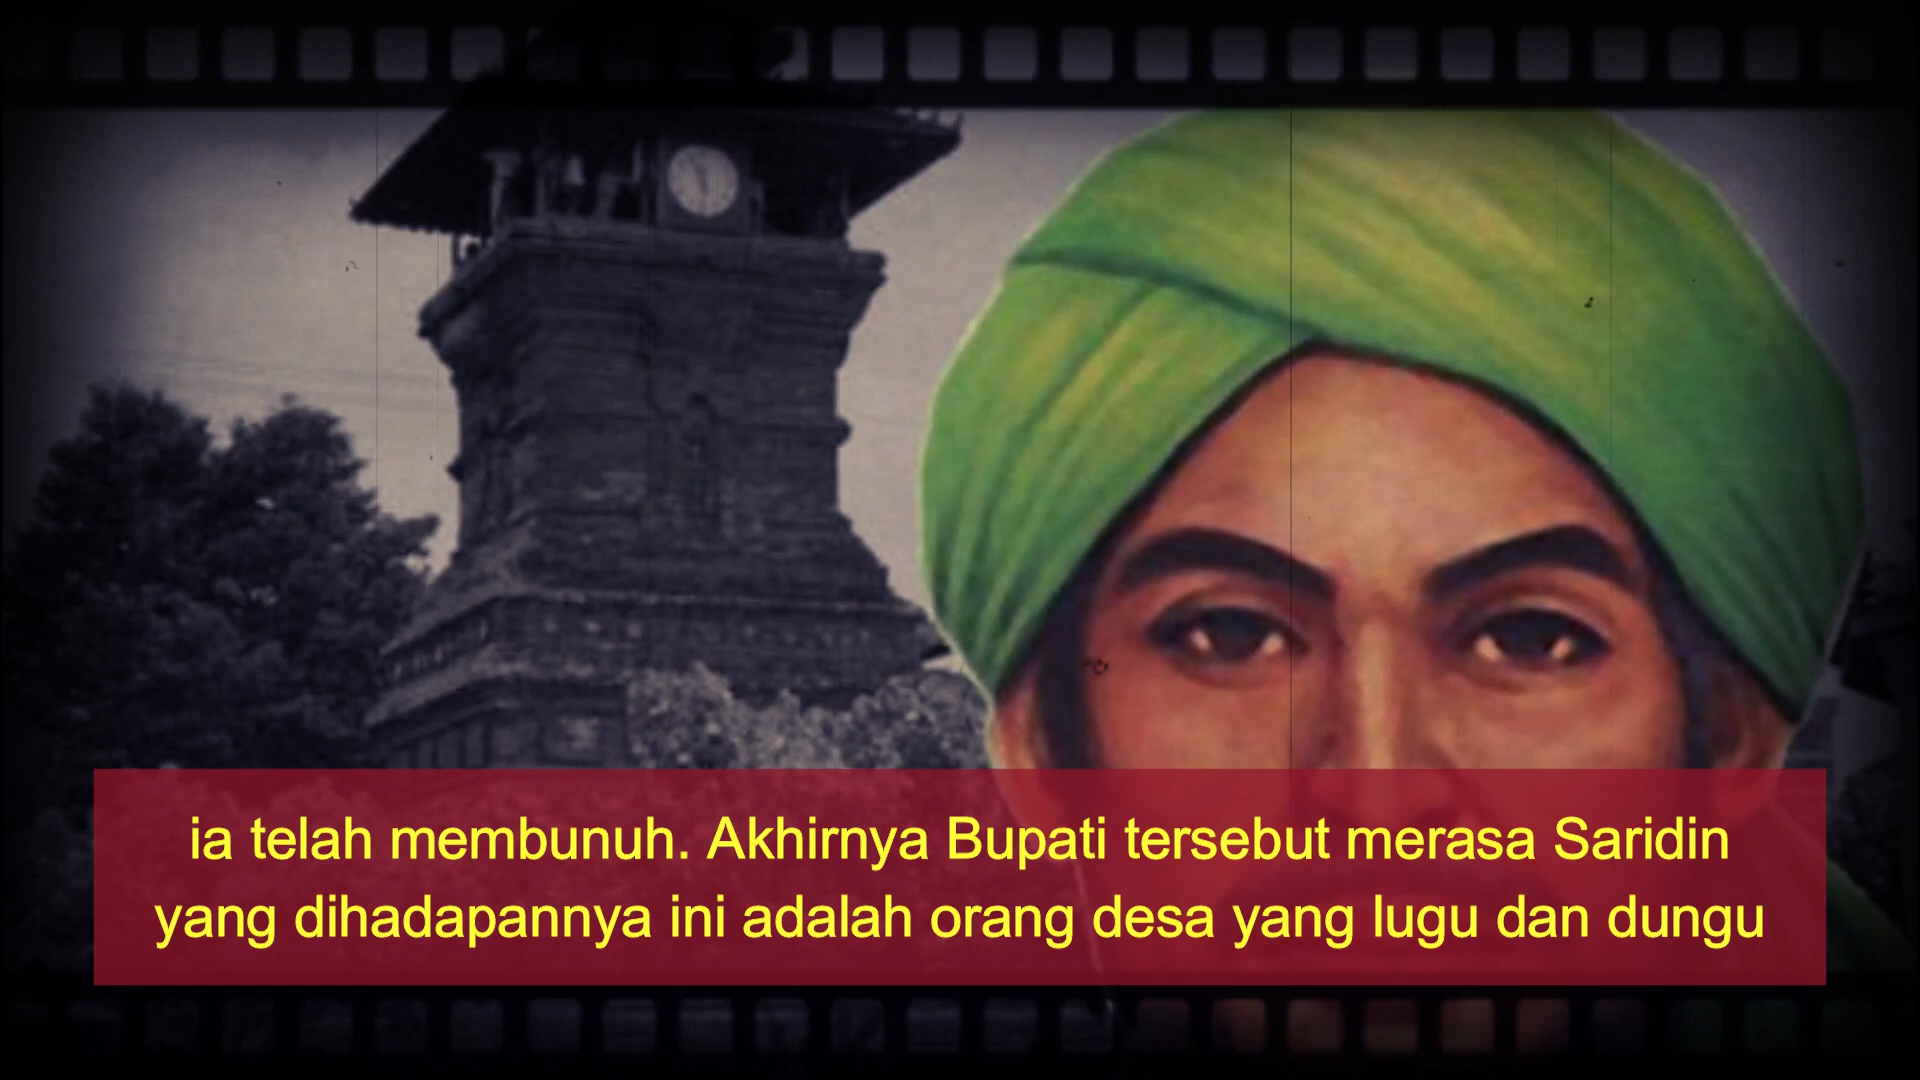 ia telah membunuh. Akhirnya Bupati tersebut merasa Saridin
yang dihadapannya ini adalah orang desa yang lugu dan dungu